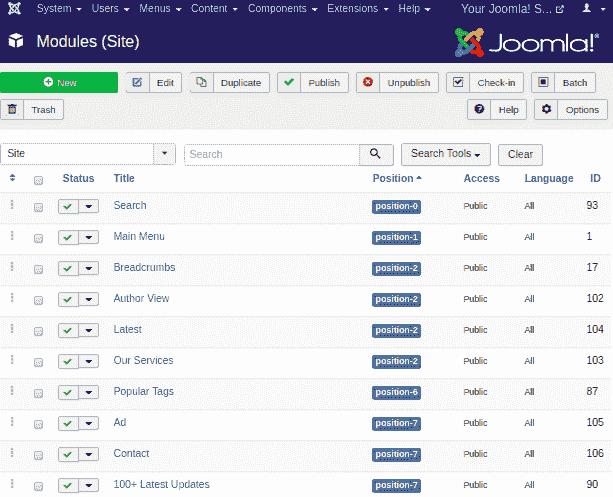 System Users Menus Content Components Extensions Help Your Joomla! S...
Modules (Site) Joomla!®
New Edit Duplicate Publish Unpublish Check-in Batch
Trash Help Options
Site Search Search Tools Clear
Status Title Position Access Language ID
Search position-0 Public All 93
Main Menu position-1 Public All 1
Breadcrumbs position-2 Public All 17
Author View position-2 Public All 102
Latest position-2 Public All 104
Our Services position-2 Public All 103
Popular Tags position-6 Public All 87
Ad position-7 Public All 105
Contact position-7 Public All 106
100+ Latest Updates position-7 Public All 90